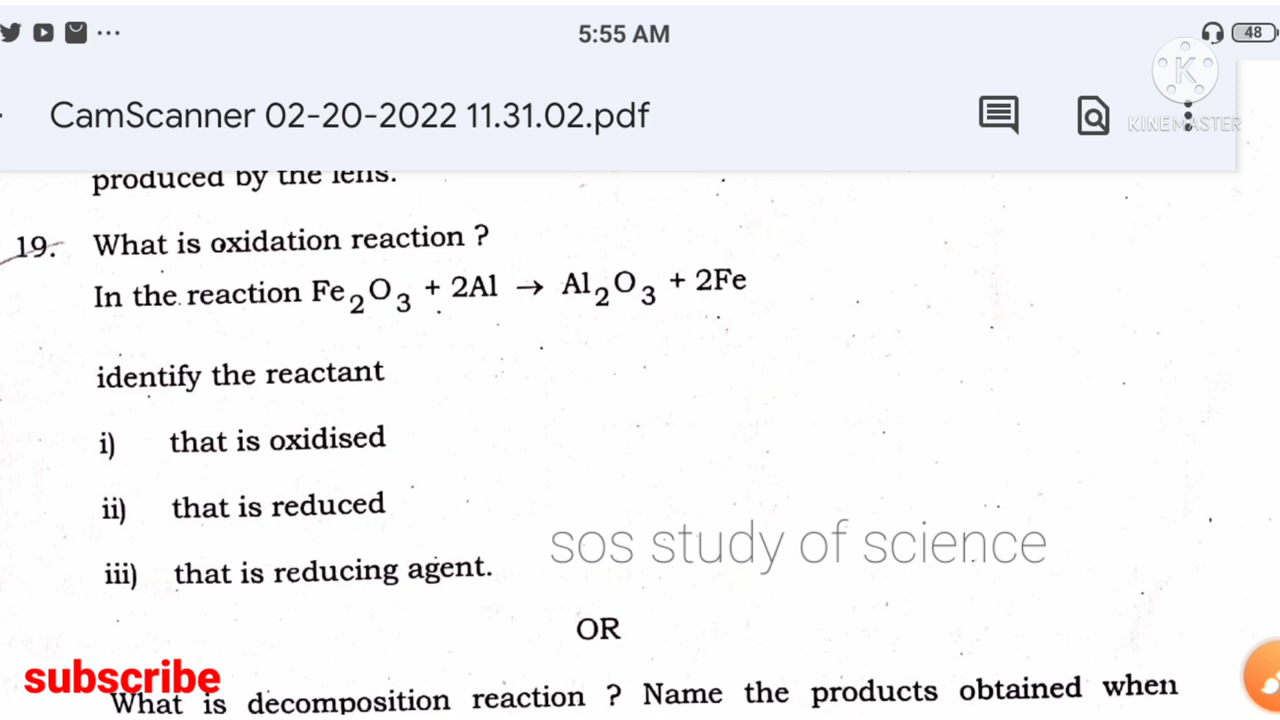 5:55 AM
48
CamScanner 02-20-2022 11.31.02.pdf
K
KINEMASTER
produced by the lens.
19. What is oxidation reaction ?
In the reaction Fe₂O₃ + 2Al → Al₂O₃ + 2Fe
identify the reactant
i) that is oxidised
ii) that is reduced
iii) that is reducing agent.
sos study of science
OR
subscribe
What is decomposition reaction ? Name the products obtained when